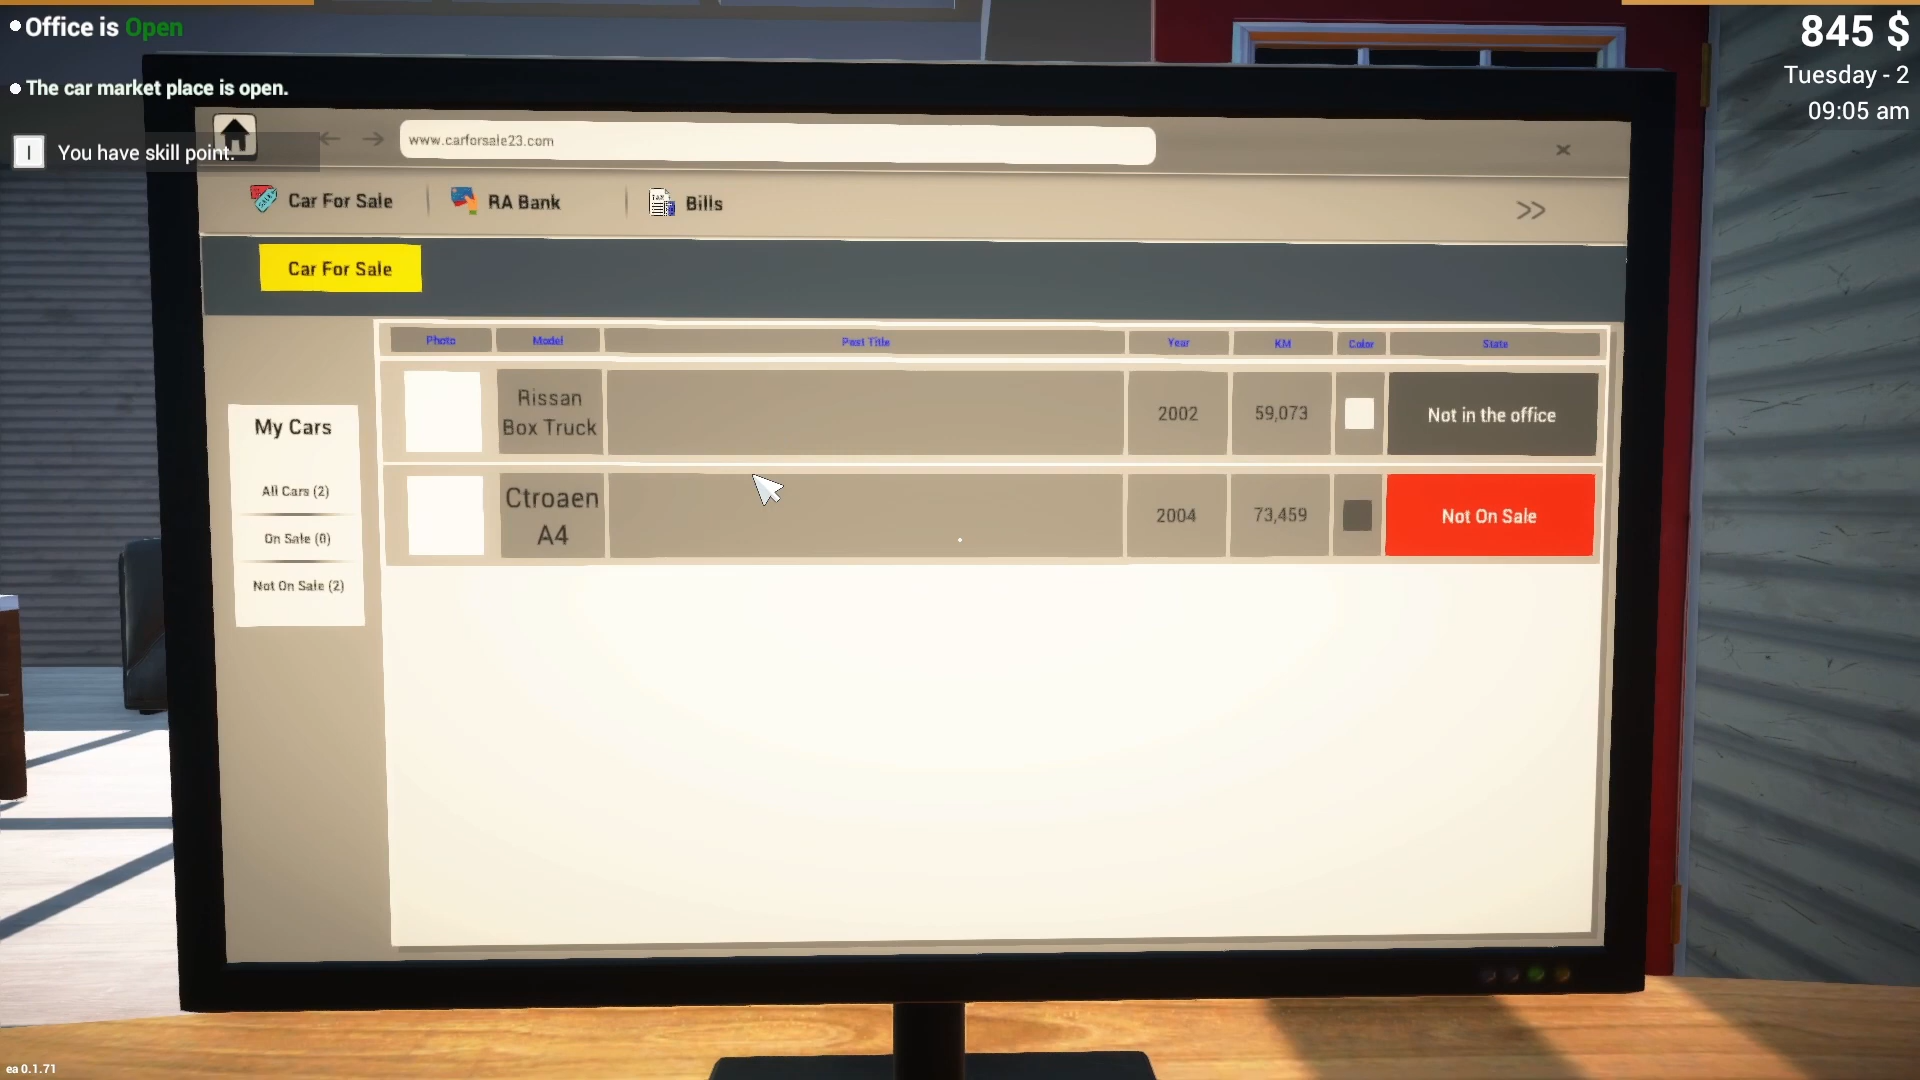 Office is Open
845 $
Tuesday - 2
The car market place is open.
09:05 am
I You have skill point.
www.carforsale23.com
Car For Sale
RA Bank
Bills
>>
Car For Sale
Photo
Model
Post Title
Year
KM
Color
State
Rissan
Box Truck
2002
59,073
Not in the office
Ctroaen
A4
2004
73,459
Not On Sale
My Cars
All Cars (2)
On Sale (0)
Not On Sale (2)
ea 0.1.71